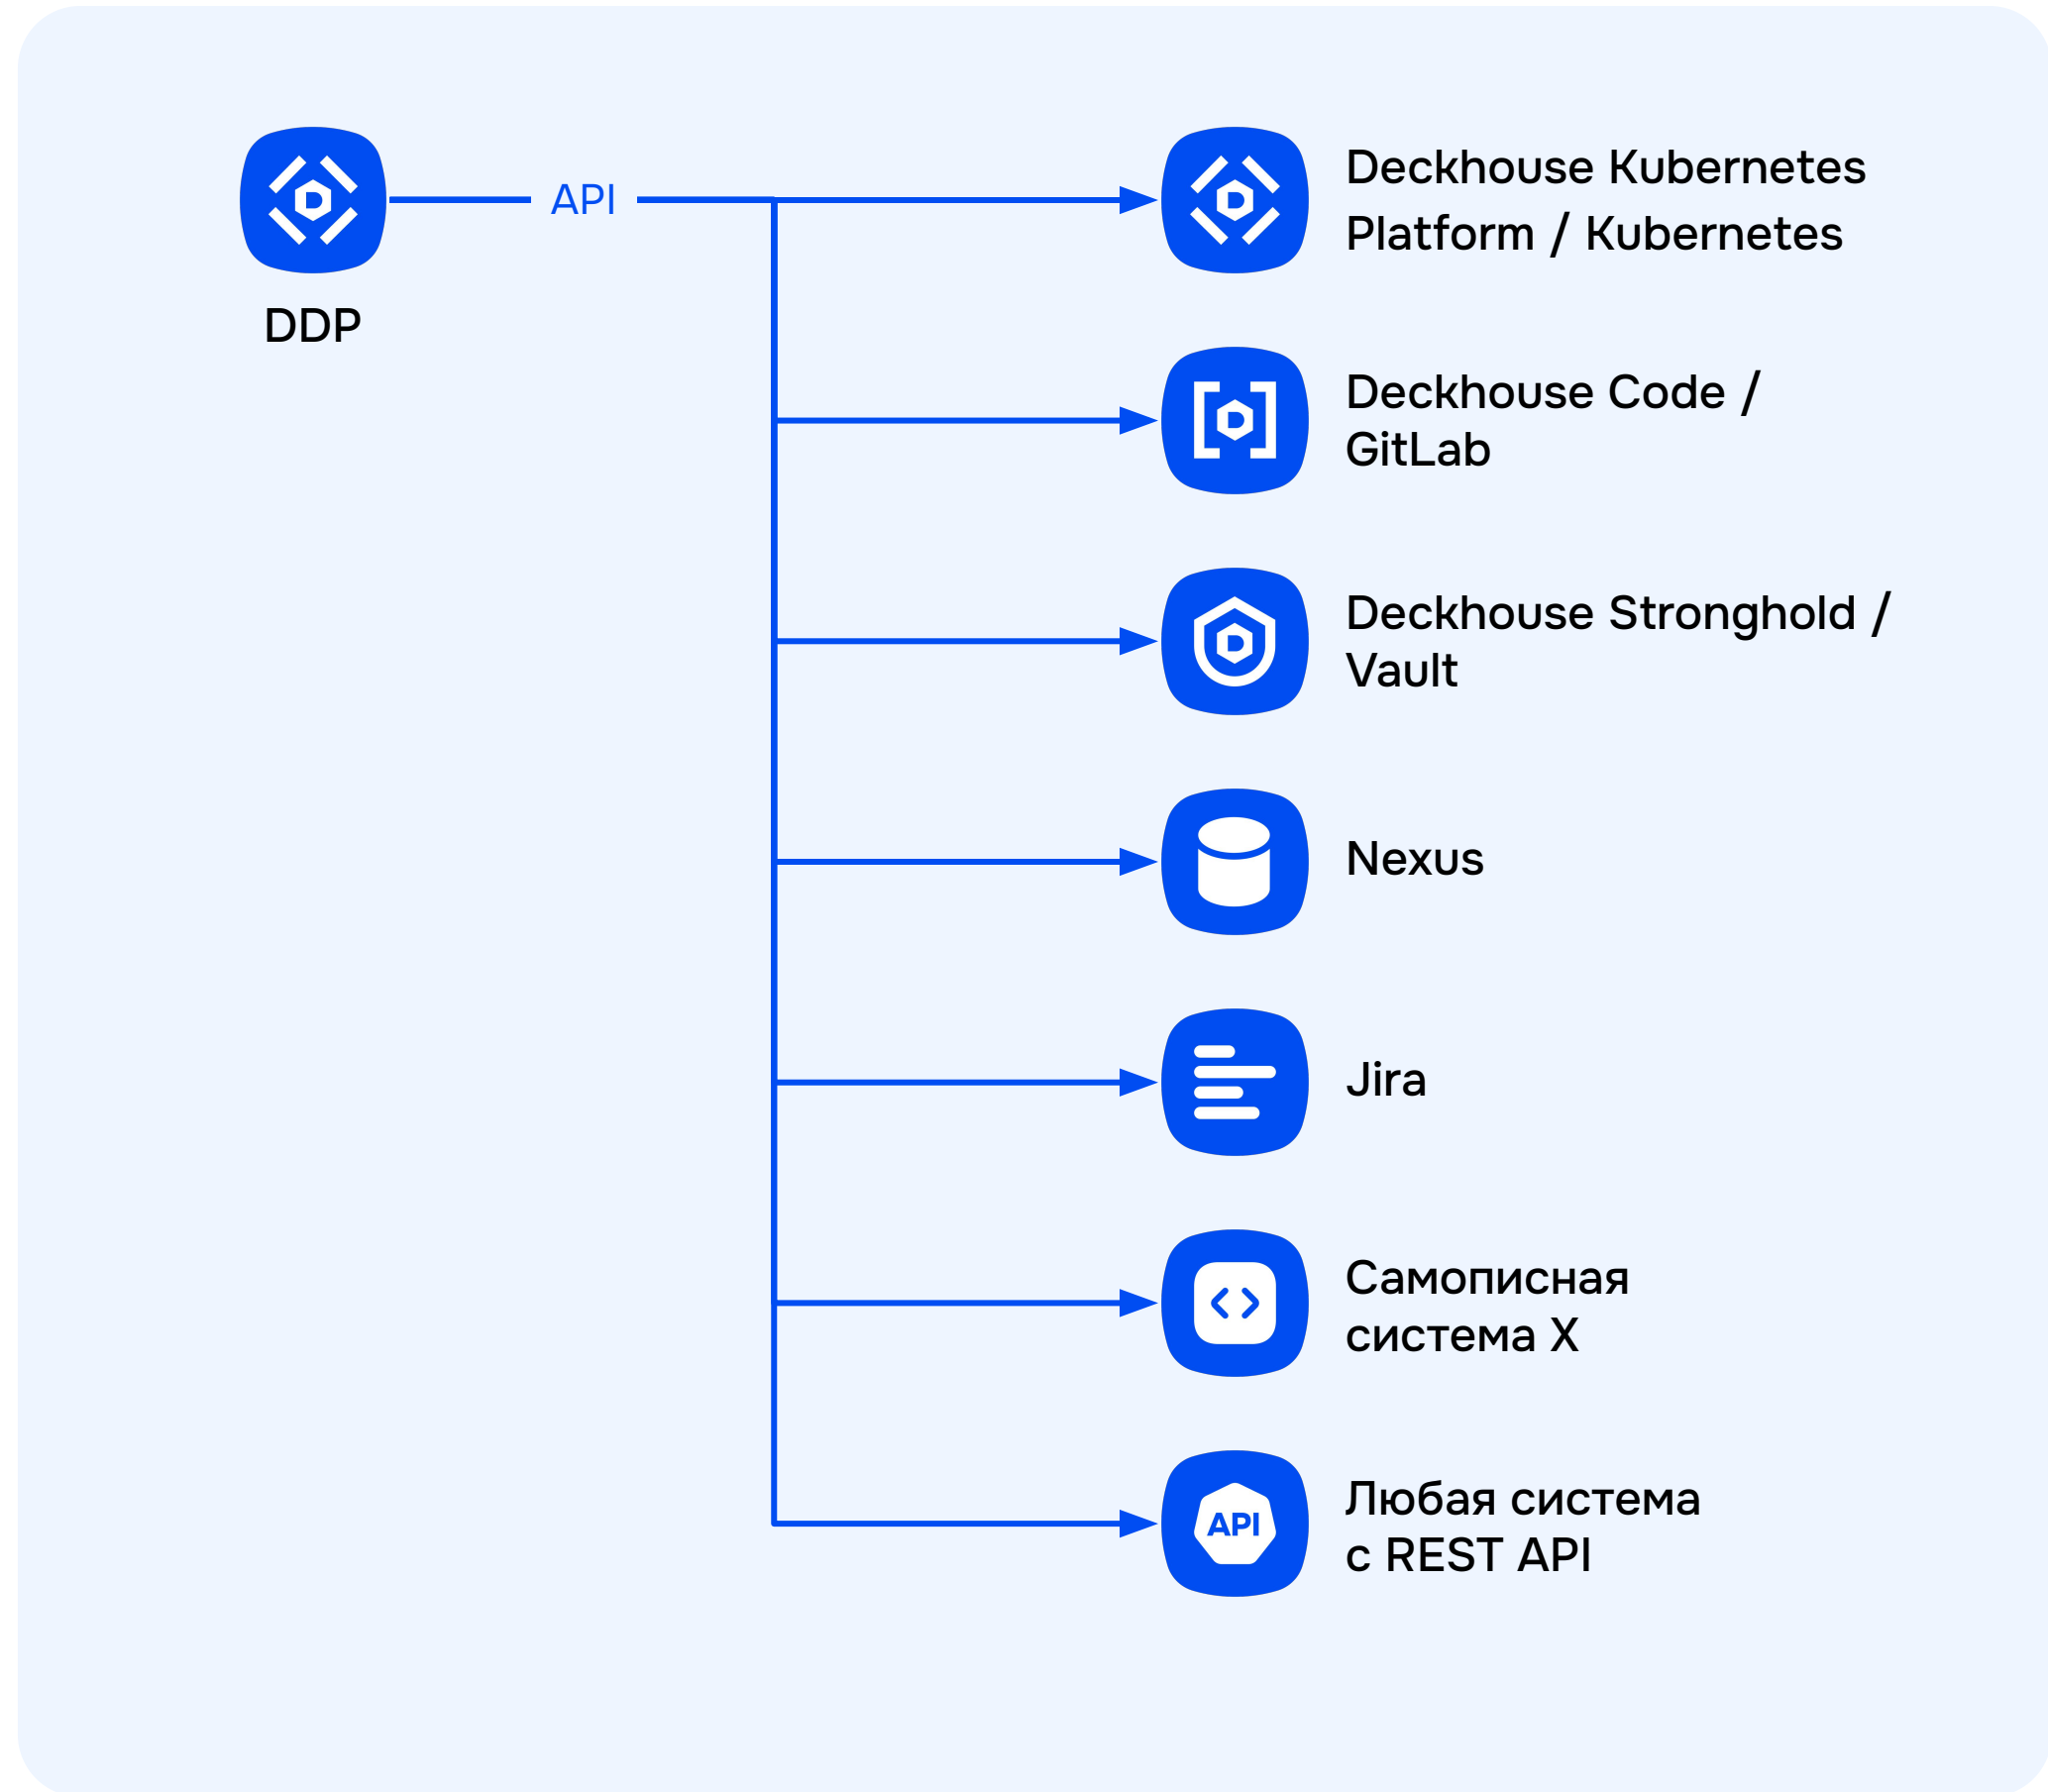 DDP
API
Deckhouse Kubernetes
Platform / Kubernetes
Deckhouse Code /
GitLab
Deckhouse Stronghold /
Vault
Nexus
Jira
Самописная
система X
API
Любая система
с REST API